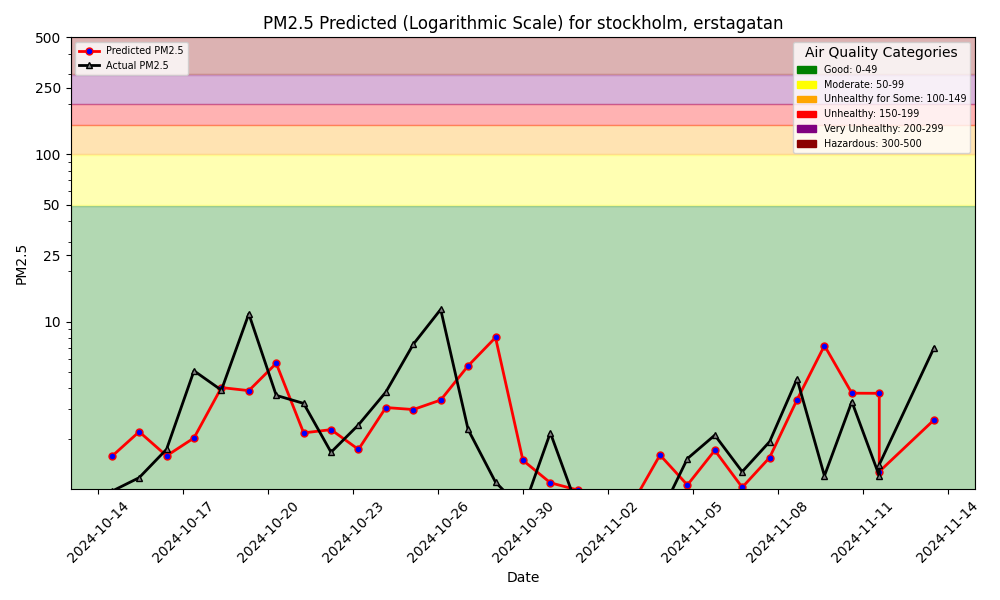 PM2.5 Predicted (Logarithmic Scale) for stockholm, erstagatan
500
250
100
50
25
10
PM2.5
Predicted PM2.5
Actual PM2.5
Air Quality Categories
Good: 0-49
Moderate: 50-99
Unhealthy for Some: 100-149
Unhealthy: 150-199
Very Unhealthy: 200-299
Hazardous: 300-500
2024-10-14
2024-10-17
2024-10-20
2024-10-23
2024-10-26
2024-10-30
2024-11-02
2024-11-05
2024-11-08
2024-11-11
2024-11-14
Date